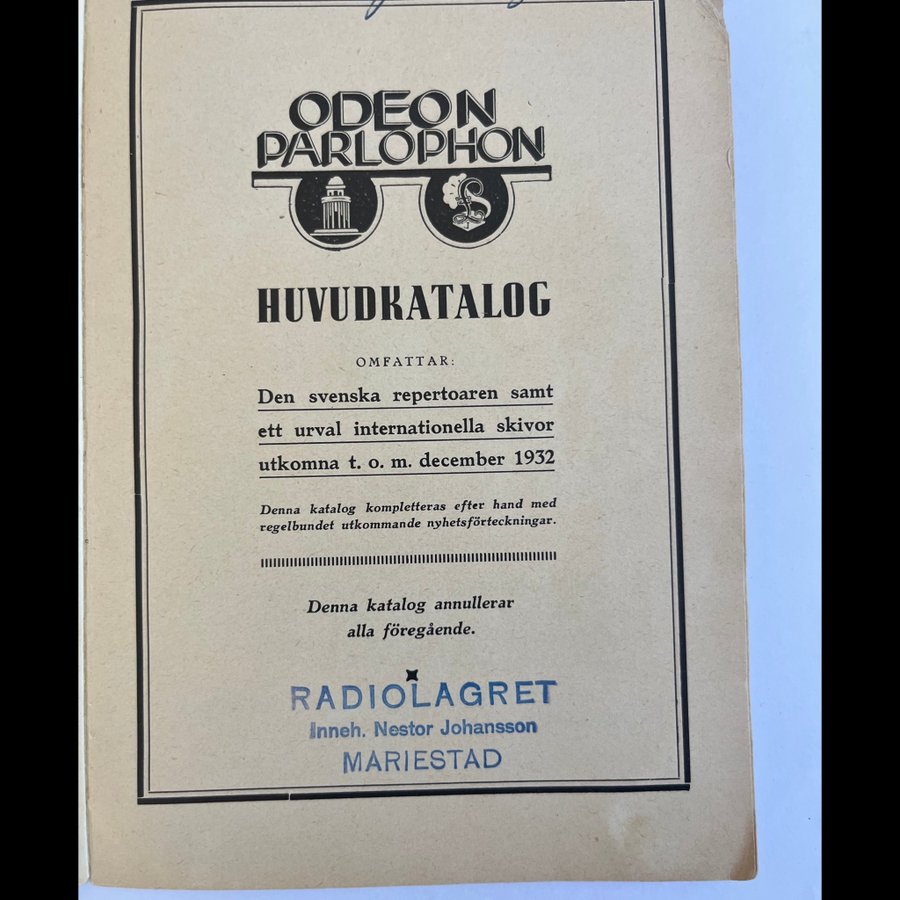 ODEON
PARLOPHON
HUVUDKATALOG
OMFATTAR:
Den svenska repertoaren samt
ett urval internationella skivor
utkomna t. o. m. december 1932
Denna katalog kompletteras efter hand med
regelbundet utkommande nyhetsförteckningar.
Denna katalog annullerar
alla föregående.
RADIOLAGRET
Inneh. Nestor Johansson
MARIESTAD